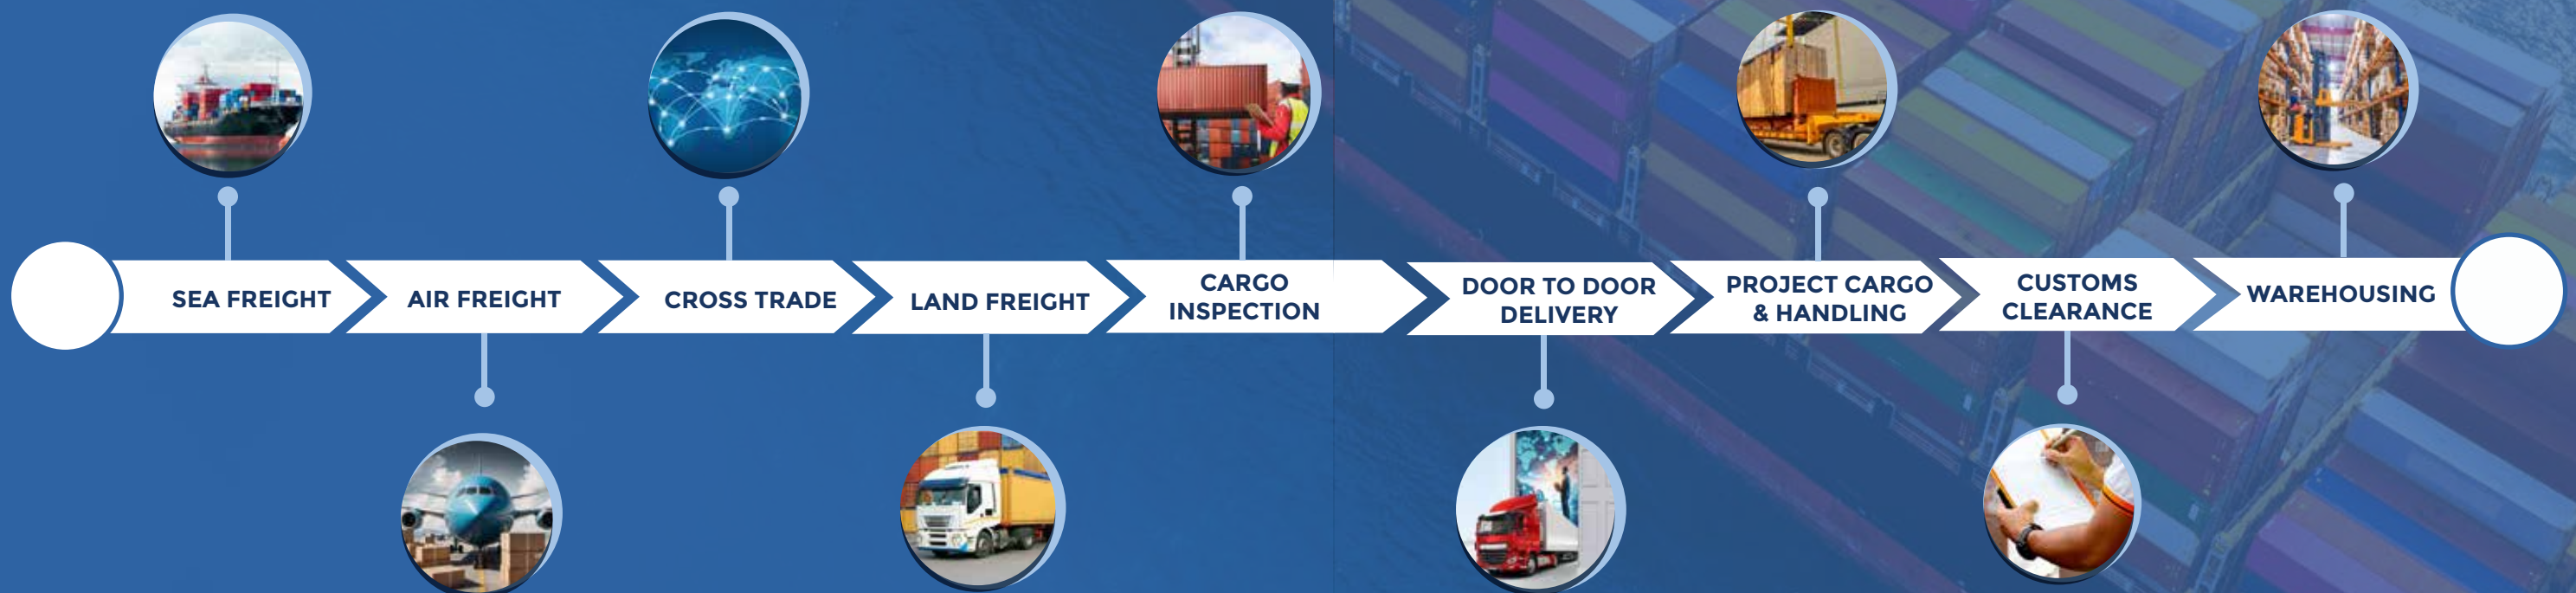 SEA FREIGHT
AIR FREIGHT
CROSS TRADE
LAND FREIGHT
CARGO
INSPECTION
DOOR TO DOOR
DELIVERY
PROJECT CARGO
& HANDLING
CUSTOMS
CLEARANCE
WAREHOUSING